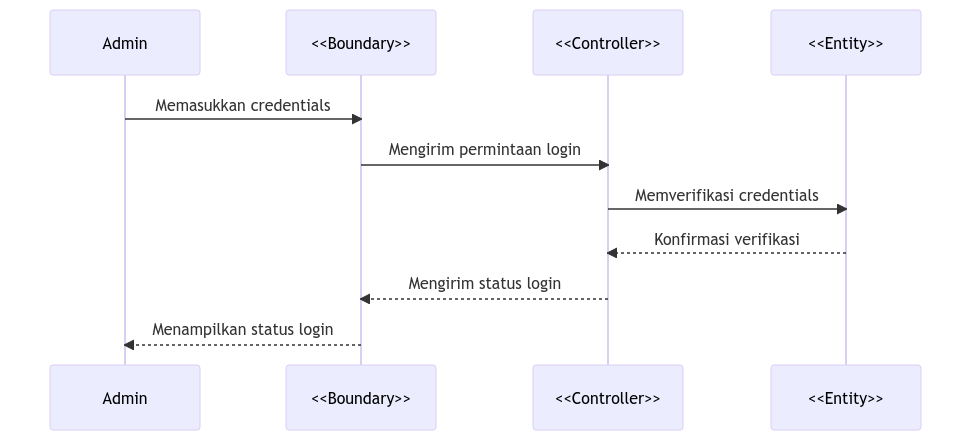 Admin
<<Boundary>>
<<Controller>>
<<Entity>>
Memasukkan credentials
Mengirim permintaan login
Memverifikasi credentials
Konfirmasi verifikasi
Mengirim status login
Menampilkan status login
Admin
<<Boundary>>
<<Controller>>
<<Entity>>